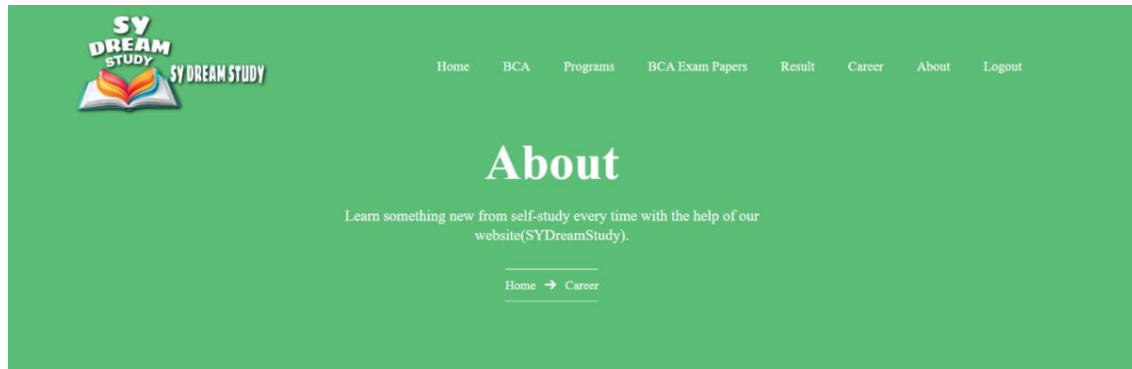 SY
DREAM
STUDY
SY DREAM STUDY
Home BCA Programs BCA Exam Papers Result Career About Logout
About
Learn something new from self-study every time with the help of our
website(SYDreamStudy).
Home → Career